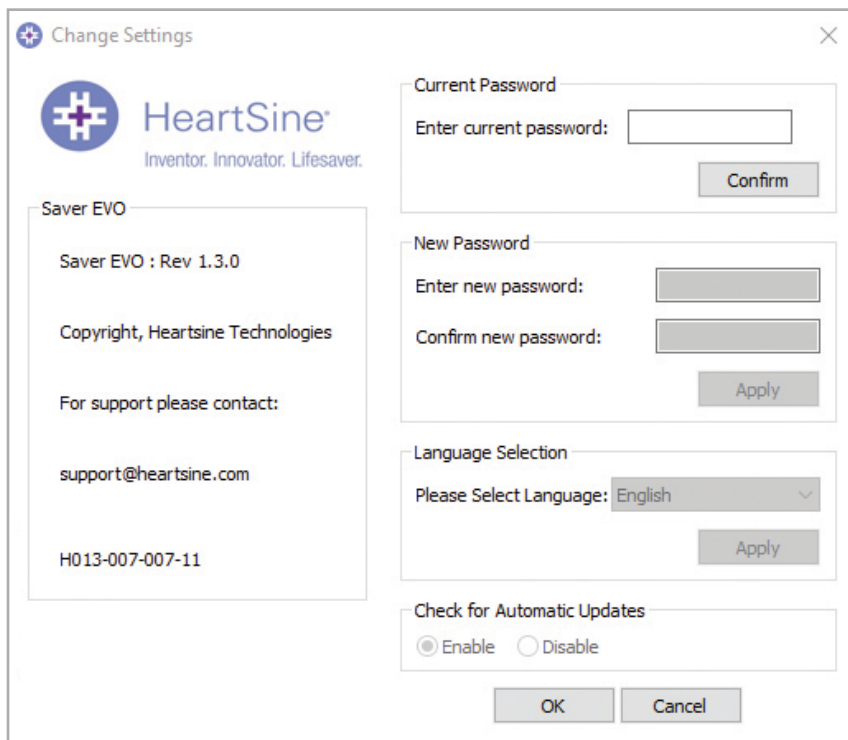 Change Settings
HeartSine®
Inventor. Innovator. Lifesaver.
Saver EVO
Saver EVO : Rev 1.3.0
Copyright, Heartsine Technologies
For support please contact:
support@heartsine.com
H013-007-007-11
Current Password
Enter current password:
Confirm
New Password
Enter new password:
Confirm new password:
Apply
Language Selection
Please Select Language: English
Apply
Check for Automatic Updates
Enable Disable
OK Cancel